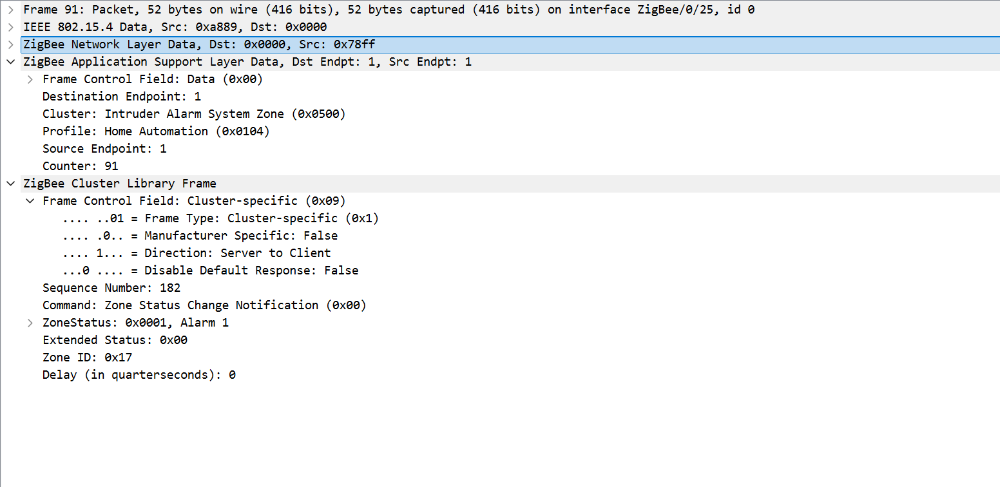 Frame 91: Packet, 52 bytes on wire (416 bits), 52 bytes captured (416 bits) on interface ZigBee/0/25, id 0
IEEE 802.15.4 Data, Src: 0xa889, Dst: 0x0000
ZigBee Network Layer Data, Dst: 0x0000, Src: 0x78ff
ZigBee Application Support Layer Data, Dst Endpt: 1, Src Endpt: 1
Frame Control Field: Data (0x00)
Destination Endpoint: 1
Cluster: Intruder Alarm System Zone (0x0500)
Profile: Home Automation (0x0104)
Source Endpoint: 1
Counter: 91
ZigBee Cluster Library Frame
Frame Control Field: Cluster-specific (0x09)
.... ..01 = Frame Type: Cluster-specific (0x1)
.... .0.. = Manufacturer Specific: False
.... 1... = Direction: Server to Client
...0 .... = Disable Default Response: False
Sequence Number: 182
Command: Zone Status Change Notification (0x00)
ZoneStatus: 0x0001, Alarm 1
Extended Status: 0x00
Zone ID: 0x17
Delay (in quarterseconds): 0